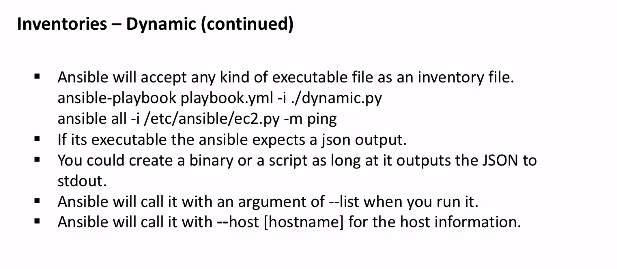 Inventories – Dynamic (continued)
▪ Ansible will accept any kind of executable file as an inventory file.
ansible-playbook playbook.yml -i ./dynamic.py
ansible all -i /etc/ansible/ec2.py -m ping
▪ If its executable the ansible expects a json output.
▪ You could create a binary or a script as long at it outputs the JSON to
stdout.
▪ Ansible will call it with an argument of --list when you run it.
▪ Ansible will call it with --host [hostname] for the host information.